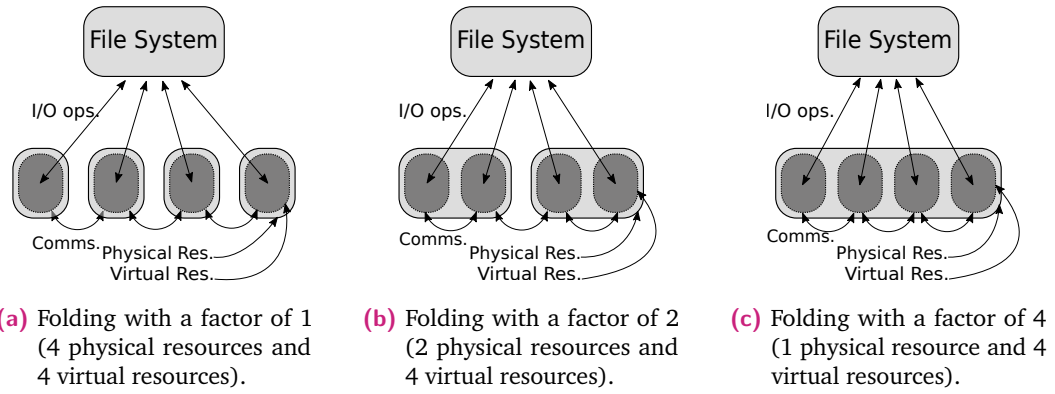 File System
I/O ops.
Comms.
Physical Res.
Virtual Res.
(a) Folding with a factor of 1
(4 physical resources and
4 virtual resources).
File System
I/O ops.
Comms.
Physical Res.
Virtual Res.
(b) Folding with a factor of 2
(2 physical resources and
4 virtual resources).
File System
I/O ops.
Comms.
Physical Res.
Virtual Res.
(c) Folding with a factor of 4
(1 physical resource and 4
virtual resources).